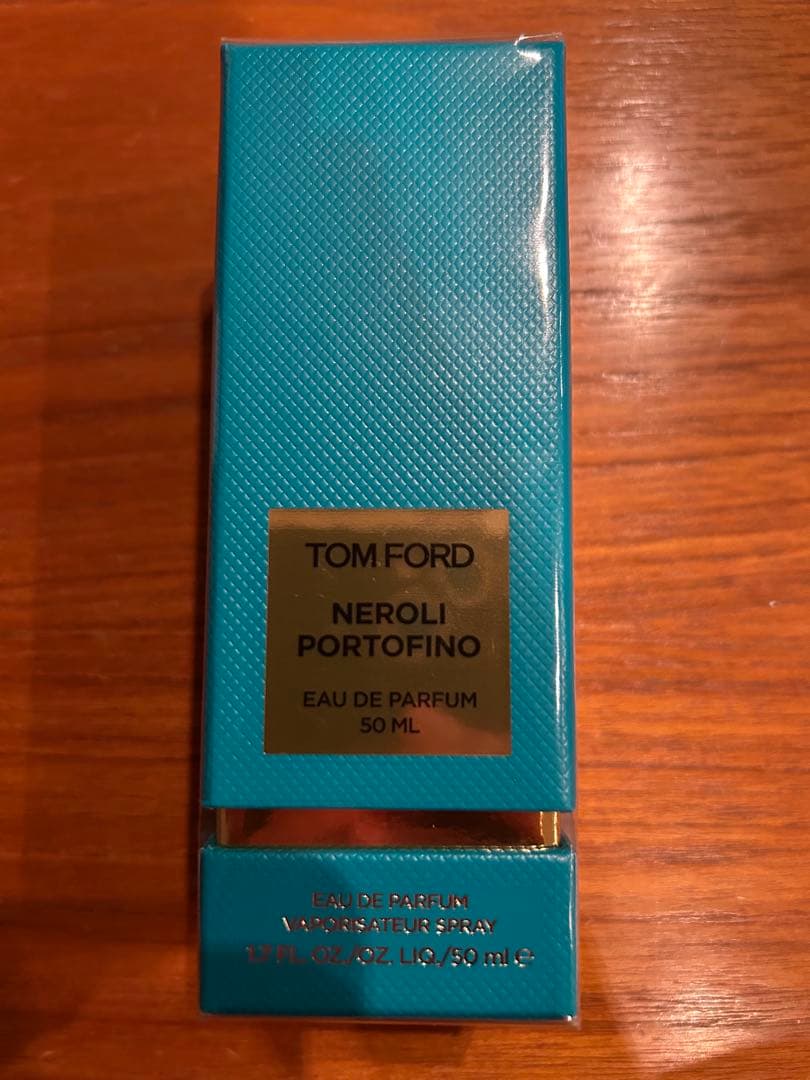 TOM FORD
NEROLI
PORTOFINO
EAU DE PARFUM
50 ML
EAU DE PARFUM
VAPORISATEUR SPRAY
1.7 FL. OZ./OZ. LIQ./50 ml ℮